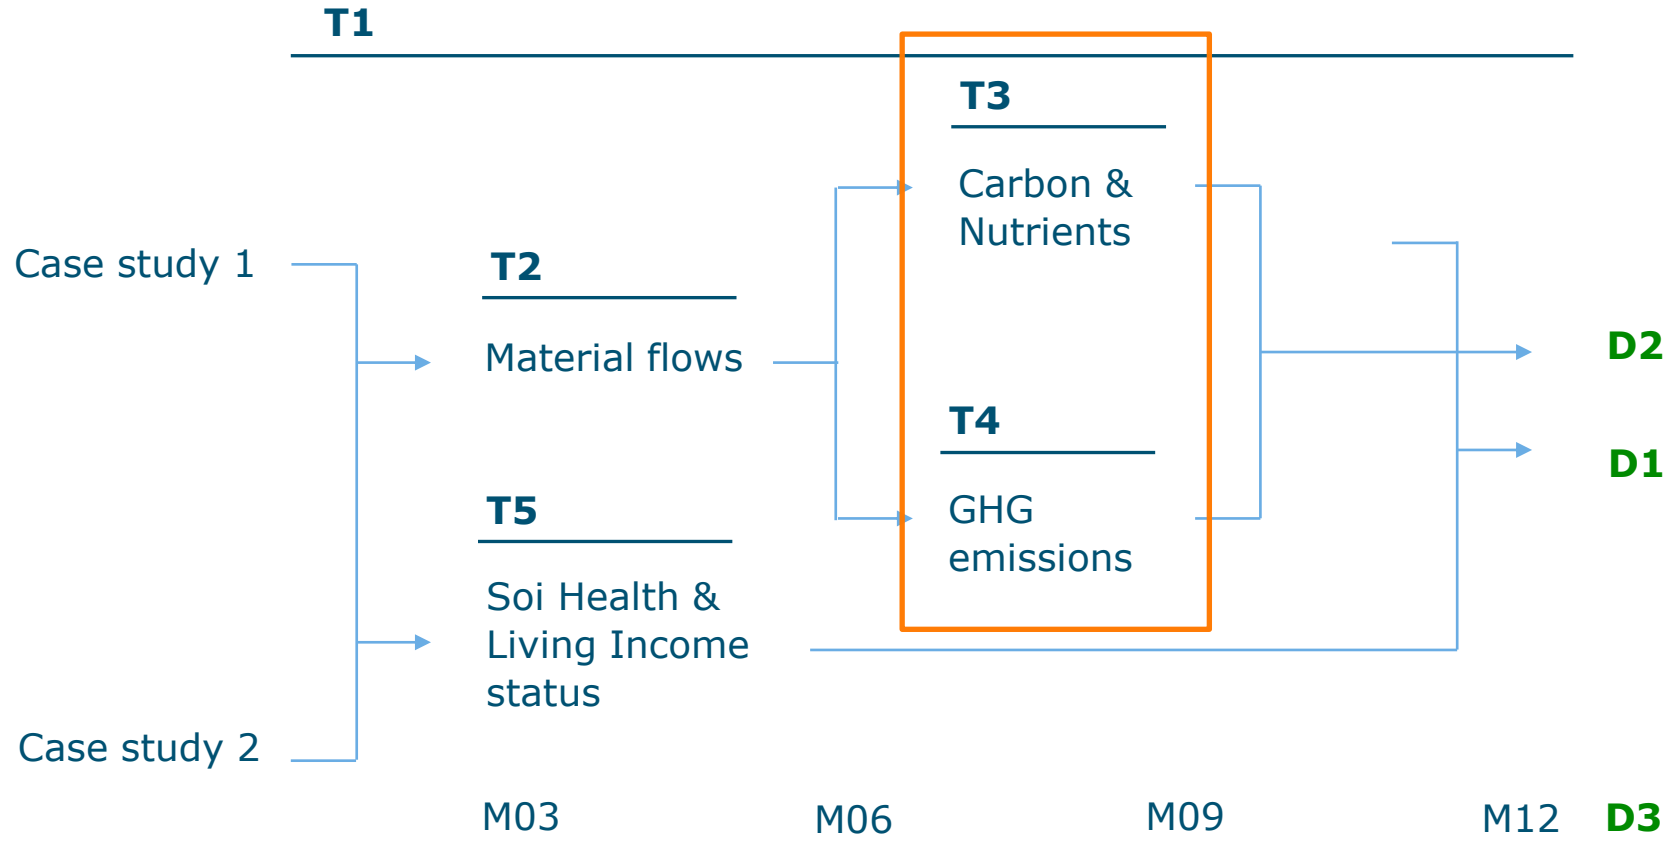 T1
T3
Carbon &
Nutrients
Case study 1
T2
Material flows
D2
T4
D1
GHG
emissions
T5
Soi Health &
Living Income
status
Case study 2
M03
M06
M09
M12
D3